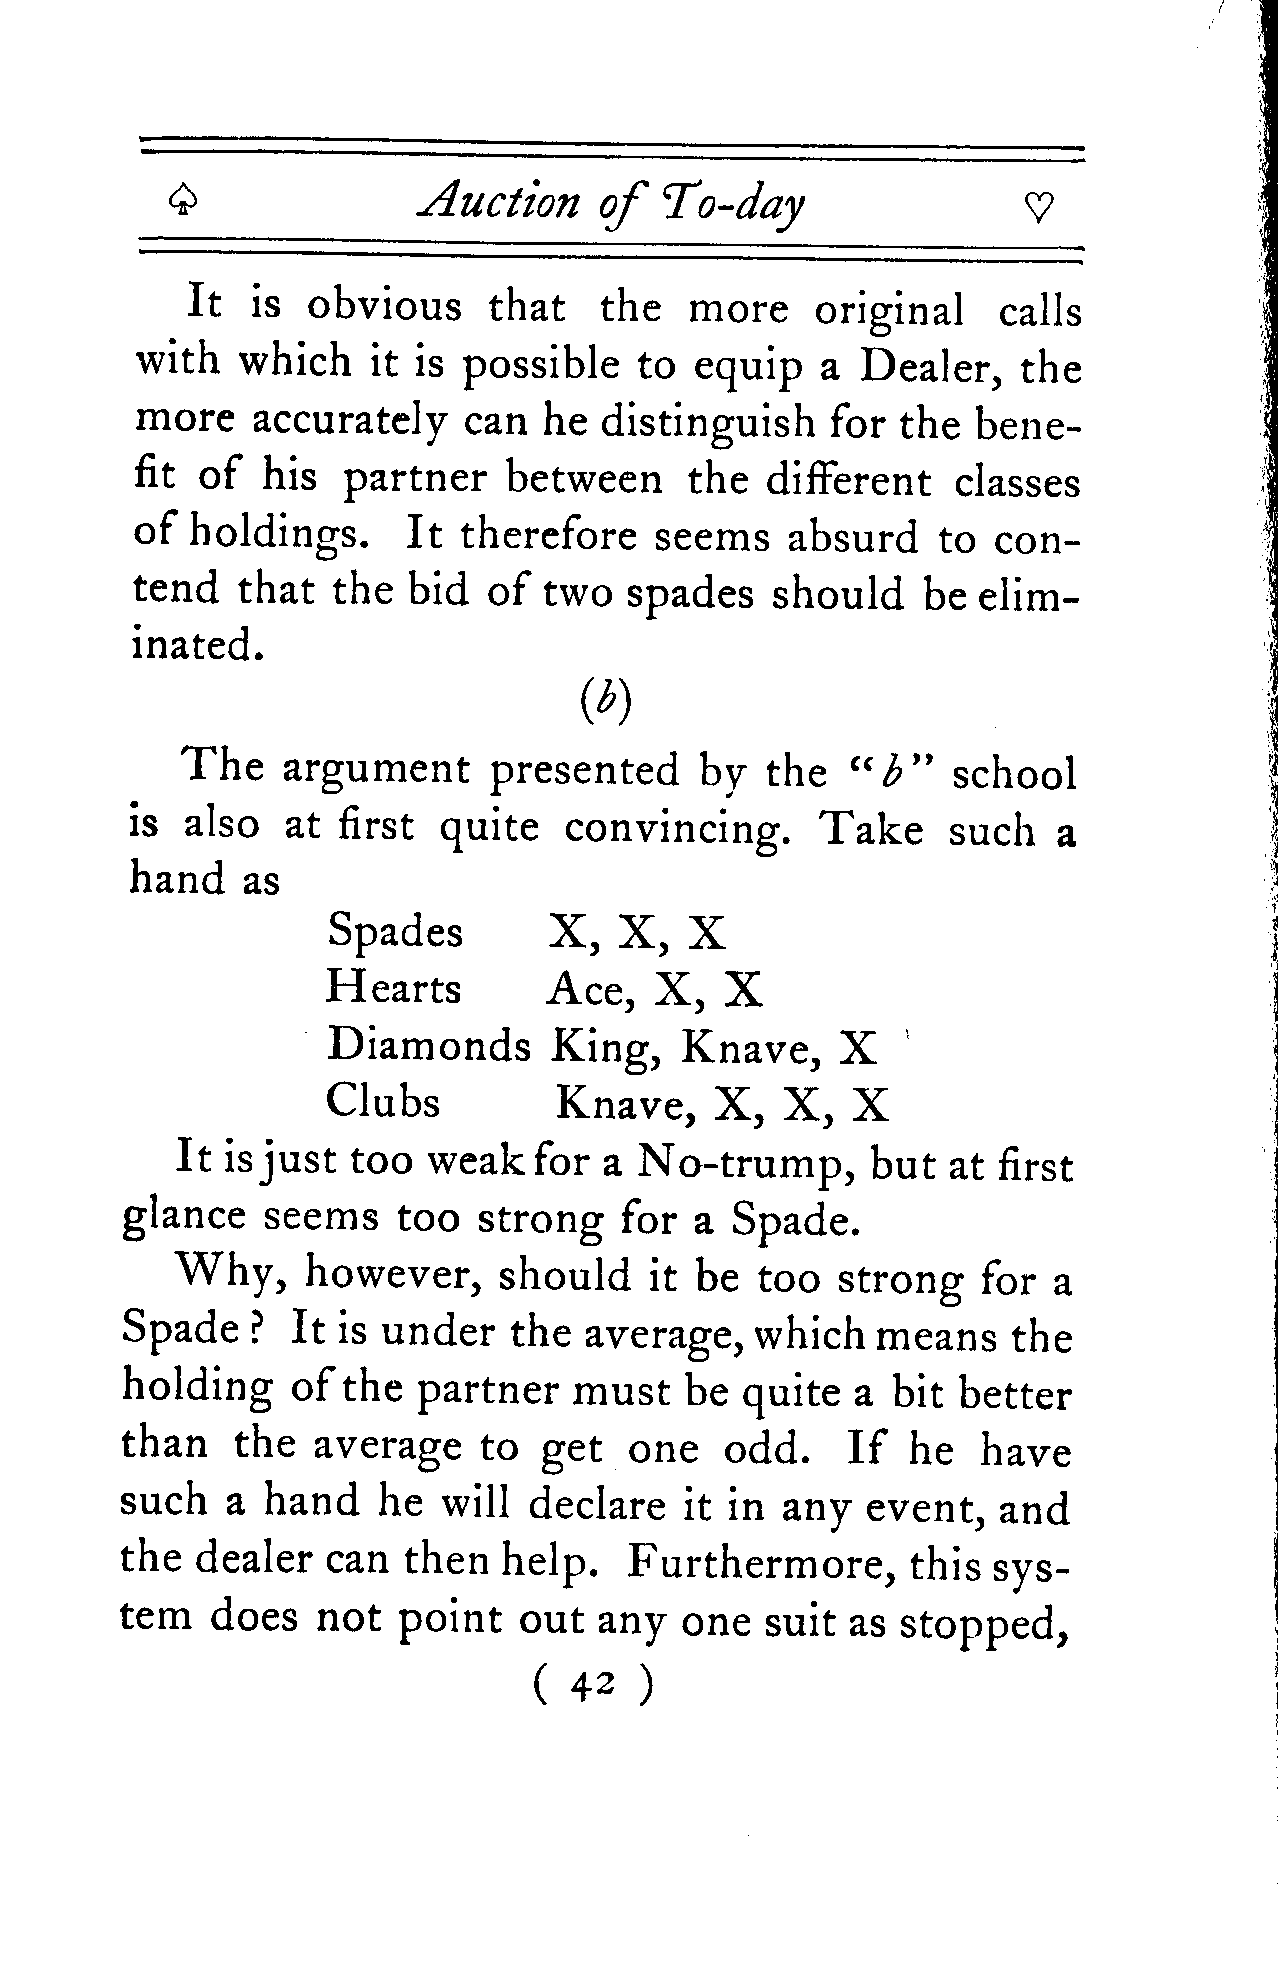 ♤ Auction of To-day ♡
It is obvious that the more original calls
with which it is possible to equip a Dealer, the
more accurately can he distinguish for the bene-
fit of his partner between the different classes
of holdings. It therefore seems absurd to con-
tend that the bid of two spades should be elim-
inated.
(b)
The argument presented by the "b" school
is also at first quite convincing. Take such a
hand as
Spades X, X, X
Hearts Ace, X, X
Diamonds King, Knave, X
Clubs Knave, X, X, X
It is just too weak for a No-trump, but at first
glance seems too strong for a Spade.
Why, however, should it be too strong for a
Spade? It is under the average, which means the
holding of the partner must be quite a bit better
than the average to get one odd. If he have
such a hand he will declare it in any event, and
the dealer can then help. Furthermore, this sys-
tem does not point out any one suit as stopped,
( 42 )